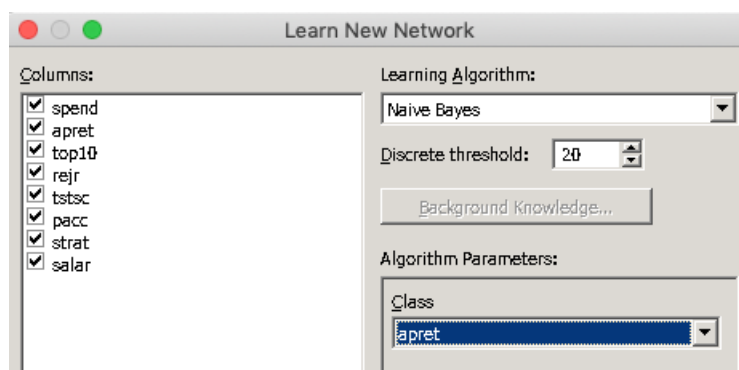 Learn New Network
Columns:
spend
apret
top10
rejr
tstsc
pacc
strat
salar
Learning Algorithm:
Naive Bayes
Discrete threshold: 20
Background Knowledge...
Algorithm Parameters:
Class
apret